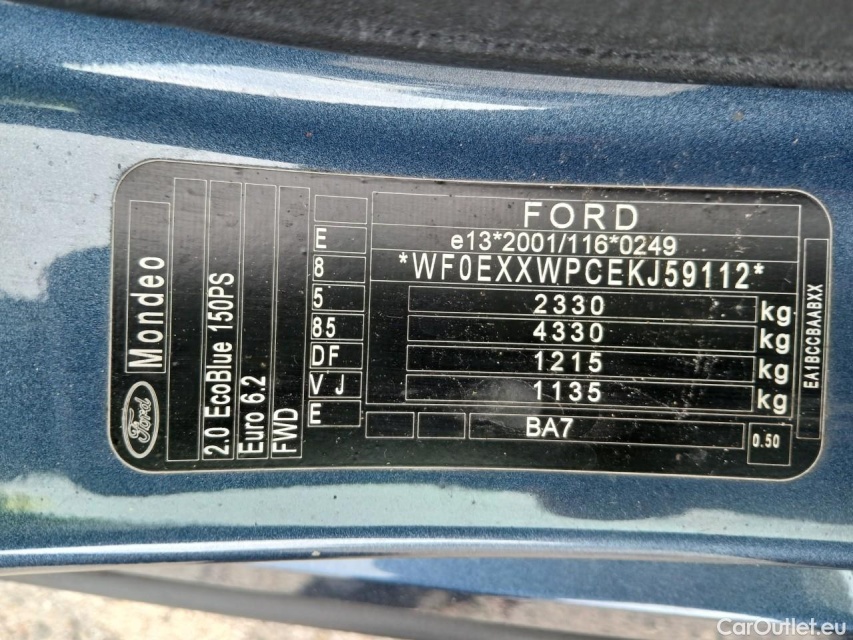 FORD
e13*2001/116*0249
*WF0EXXWPCEKJ59112*
2330 kg
4330 kg
1215 kg
1135 kg
BA7
0.50
E
8
5
85
DF
VJ
E
Mondeo
Ford
2.0 EcoBlue 150PS
Euro 6.2
FWD
EA1BCCBAABXX
CarOutlet.eu